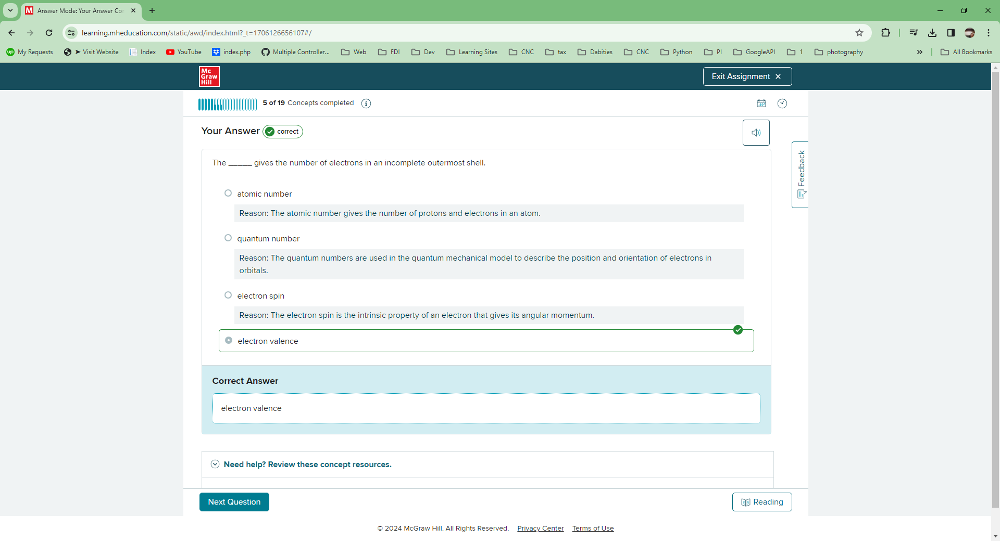 Answer Mode: Your Answer Cor
learning.mheducation.com/static/awd/index.html?_t=1706126656107#/
up My Requests ➤ Visit Website Index YouTube index.php Multiple Controller... Web FDI Dev Learning Sites CNC tax Dabities CNC Python PI GoogleAPI 1 photography » All Bookmarks
Mc
Graw
Hill
Exit Assignment ×
5 of 19 Concepts completed
Your Answer correct
Feedback
The _____ gives the number of electrons in an incomplete outermost shell.
atomic number
Reason: The atomic number gives the number of protons and electrons in an atom.
quantum number
Reason: The quantum numbers are used in the quantum mechanical model to describe the position and orientation of electrons in
orbitals.
electron spin
Reason: The electron spin is the intrinsic property of an electron that gives its angular momentum.
electron valence
Correct Answer
electron valence
Need help? Review these concept resources.
Next Question
Reading
© 2024 McGraw Hill. All Rights Reserved. Privacy Center Terms of Use